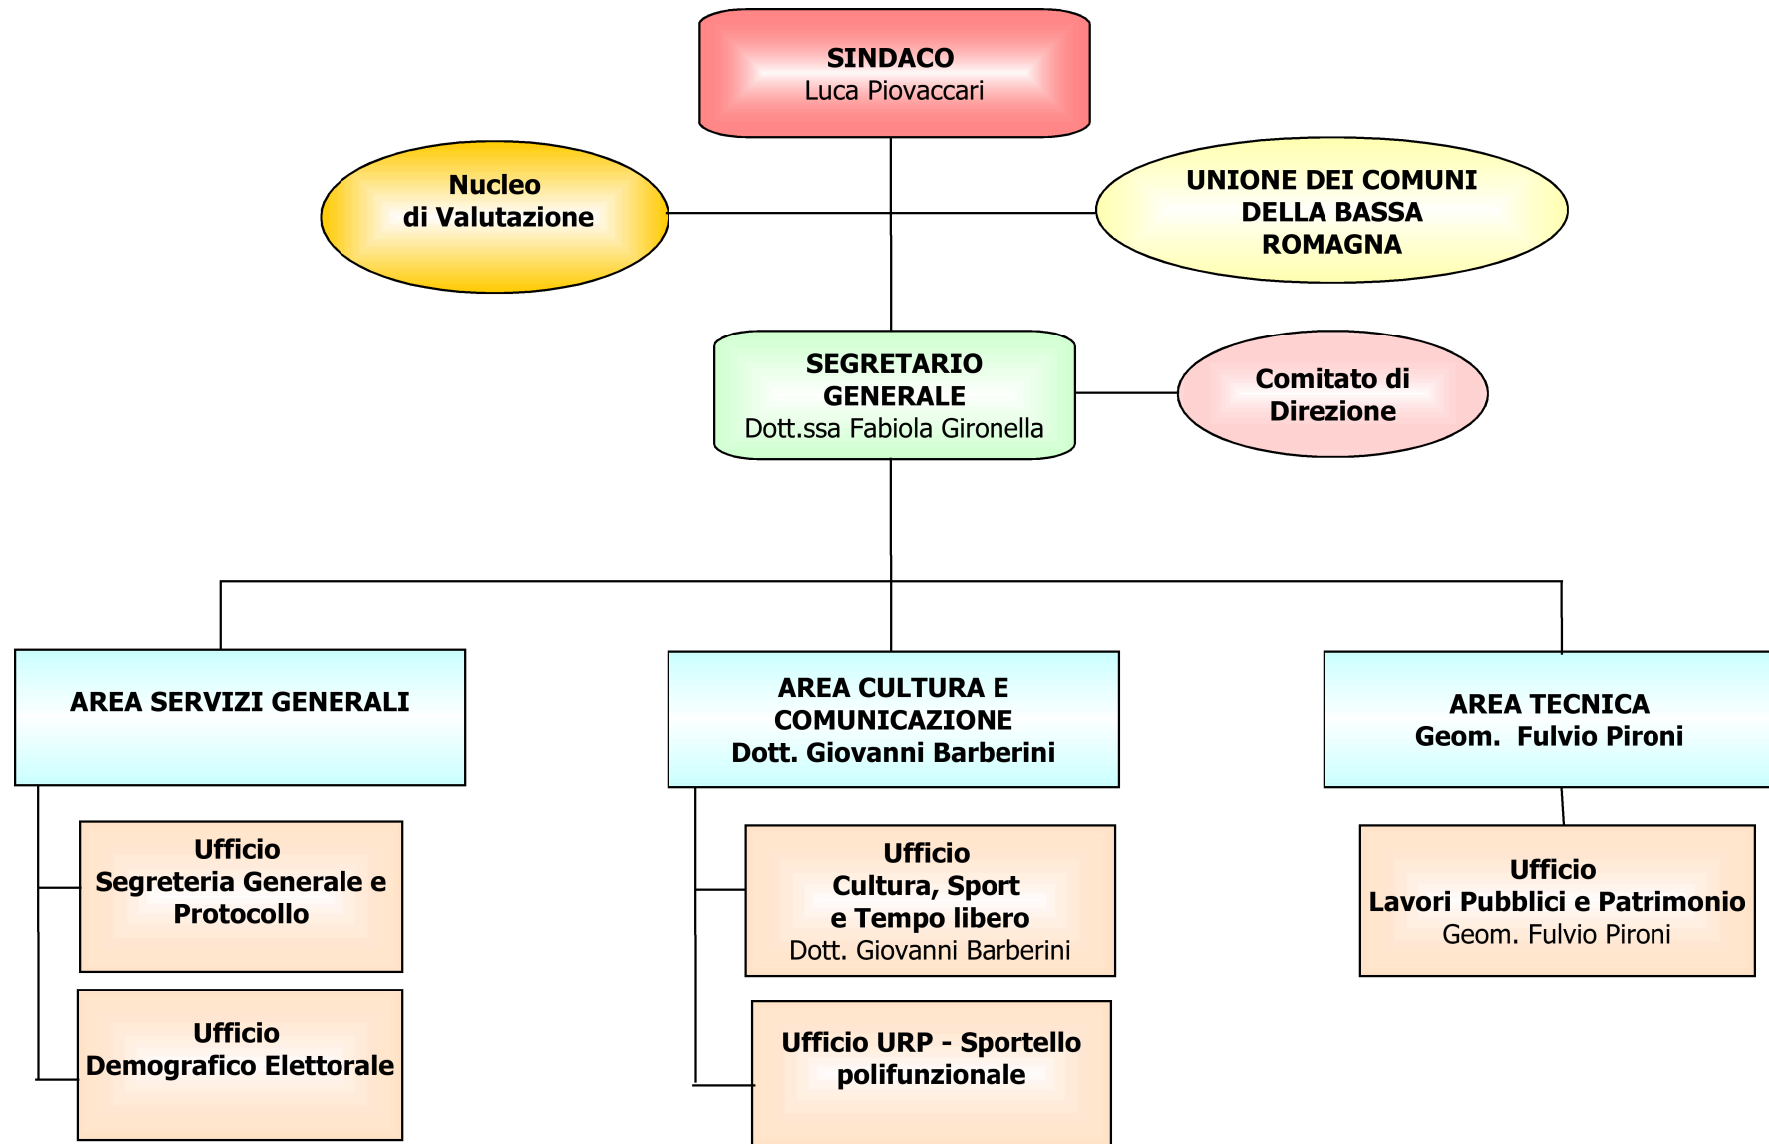 SINDACO
Luca Piovaccari
Nucleo
di Valutazione
UNIONE DEI COMUNI
DELLA BASSA
ROMAGNA
SEGRETARIO
GENERALE
Dott.ssa Fabiola Gironella
Comitato di
Direzione
AREA SERVIZI GENERALI
AREA CULTURA E
COMUNICAZIONE
Dott. Giovanni Barberini
AREA TECNICA
Geom.  Fulvio Pironi
Ufficio
Segreteria Generale e
Protocollo
Ufficio
Cultura, Sport
e Tempo libero
Dott. Giovanni Barberini
Ufficio
Lavori Pubblici e Patrimonio
Geom. Fulvio Pironi
Ufficio
Demografico Elettorale
Ufficio URP - Sportello
polifunzionale